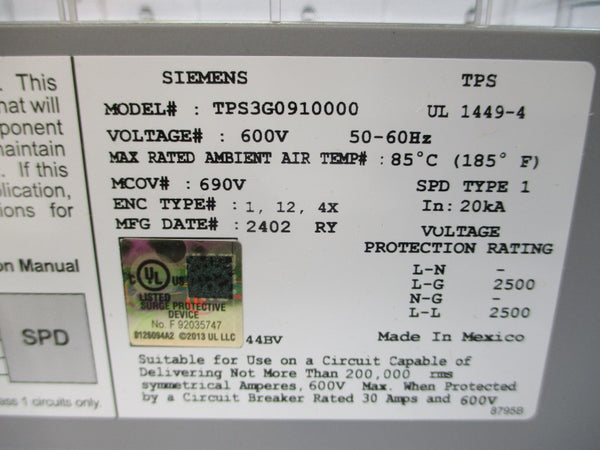 . This
hat will
ponent
naintain
. If this
lication,
ions for
on Manual
SPD
ass 1 circuits only.
SIEMENS TPS
MODEL# : TPS3G0910000 UL 1449-4
VOLTAGE# : 600V 50-60Hz
MAX RATED AMBIENT AIR TEMP# : 85°C (185° F)
MCOV# : 690V SPD TYPE 1
ENC TYPE# : 1, 12, 4X In: 20kA
MFG DATE# : 2402 RY VOLTAGE
PROTECTION RATING
L-N -
L-G 2500
N-G -
L-L 2500
C UL US
LISTED
SURGE PROTECTIVE
DEVICE
No. F 92035747
0126094A2 ©2013 UL LLC
44BV Made In Mexico
Suitable for Use on a Circuit Capable of
Delivering Not More Than 200,000 rms
symmetrical Amperes, 600V Max. When Protected
by a Circuit Breaker Rated 30 Amps and 600V
8795B